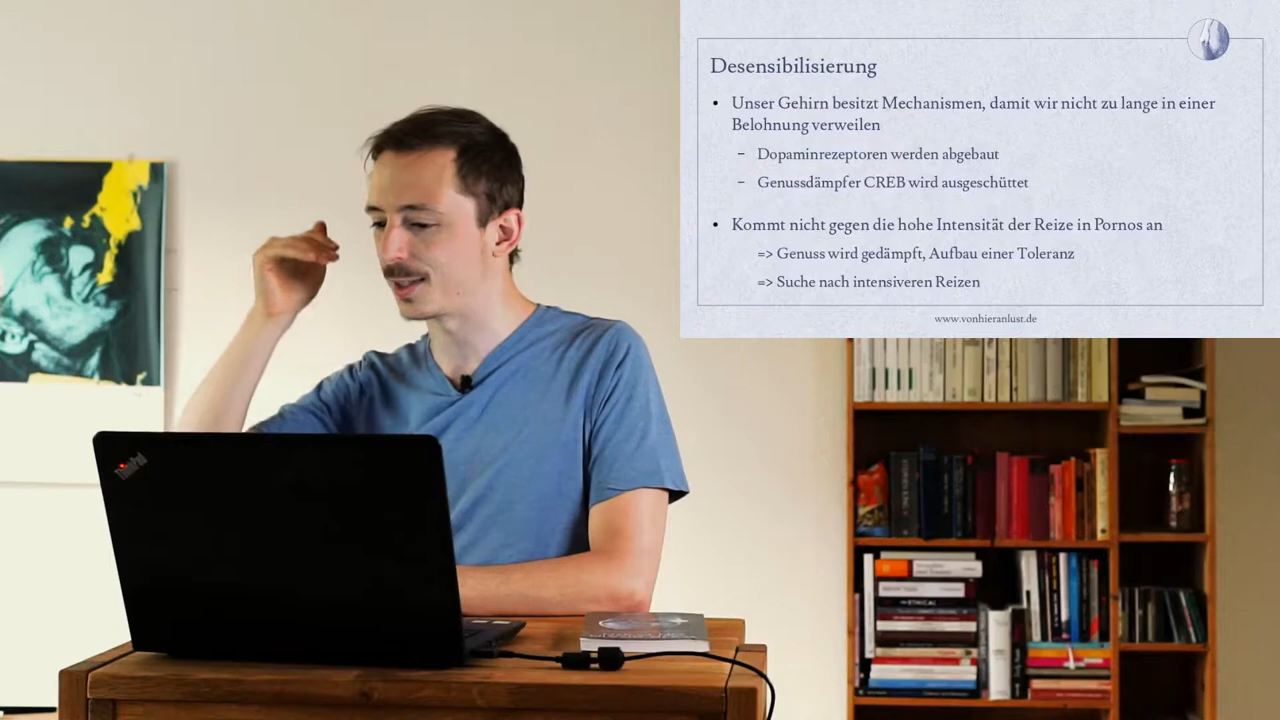 Desensibilisierung
• Unser Gehirn besitzt Mechanismen, damit wir nicht zu lange in einer
Belohnung verweilen
– Dopaminrezeptoren werden abgebaut
– Genussdämpfer CREB wird ausgeschüttet
• Kommt nicht gegen die hohe Intensität der Reize in Pornos an
=> Genuss wird gedämpft, Aufbau einer Toleranz
=> Suche nach intensiveren Reizen
www.vonhieranlust.de
ThinkPad
ETHICAL